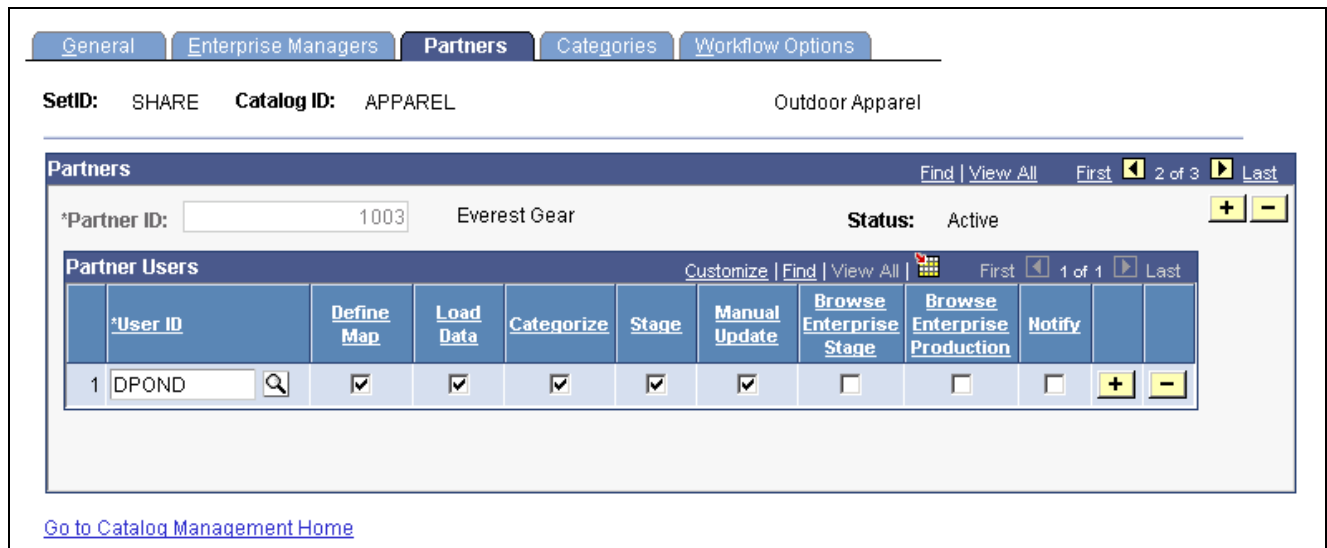 General Enterprise Managers Partners Categories Workflow Options
SetID: SHARE Catalog ID: APPAREL Outdoor Apparel
Partners Find | View All First 2 of 3 Last
*Partner ID: 1003 Everest Gear Status: Active + -
Partner Users Customize | Find | View All | First 1 of 1 Last
*User ID Define Map Load Data Categorize Stage Manual Update Browse Enterprise Stage Browse Enterprise Production Notify
1 DPOND + -
Go to Catalog Management Home